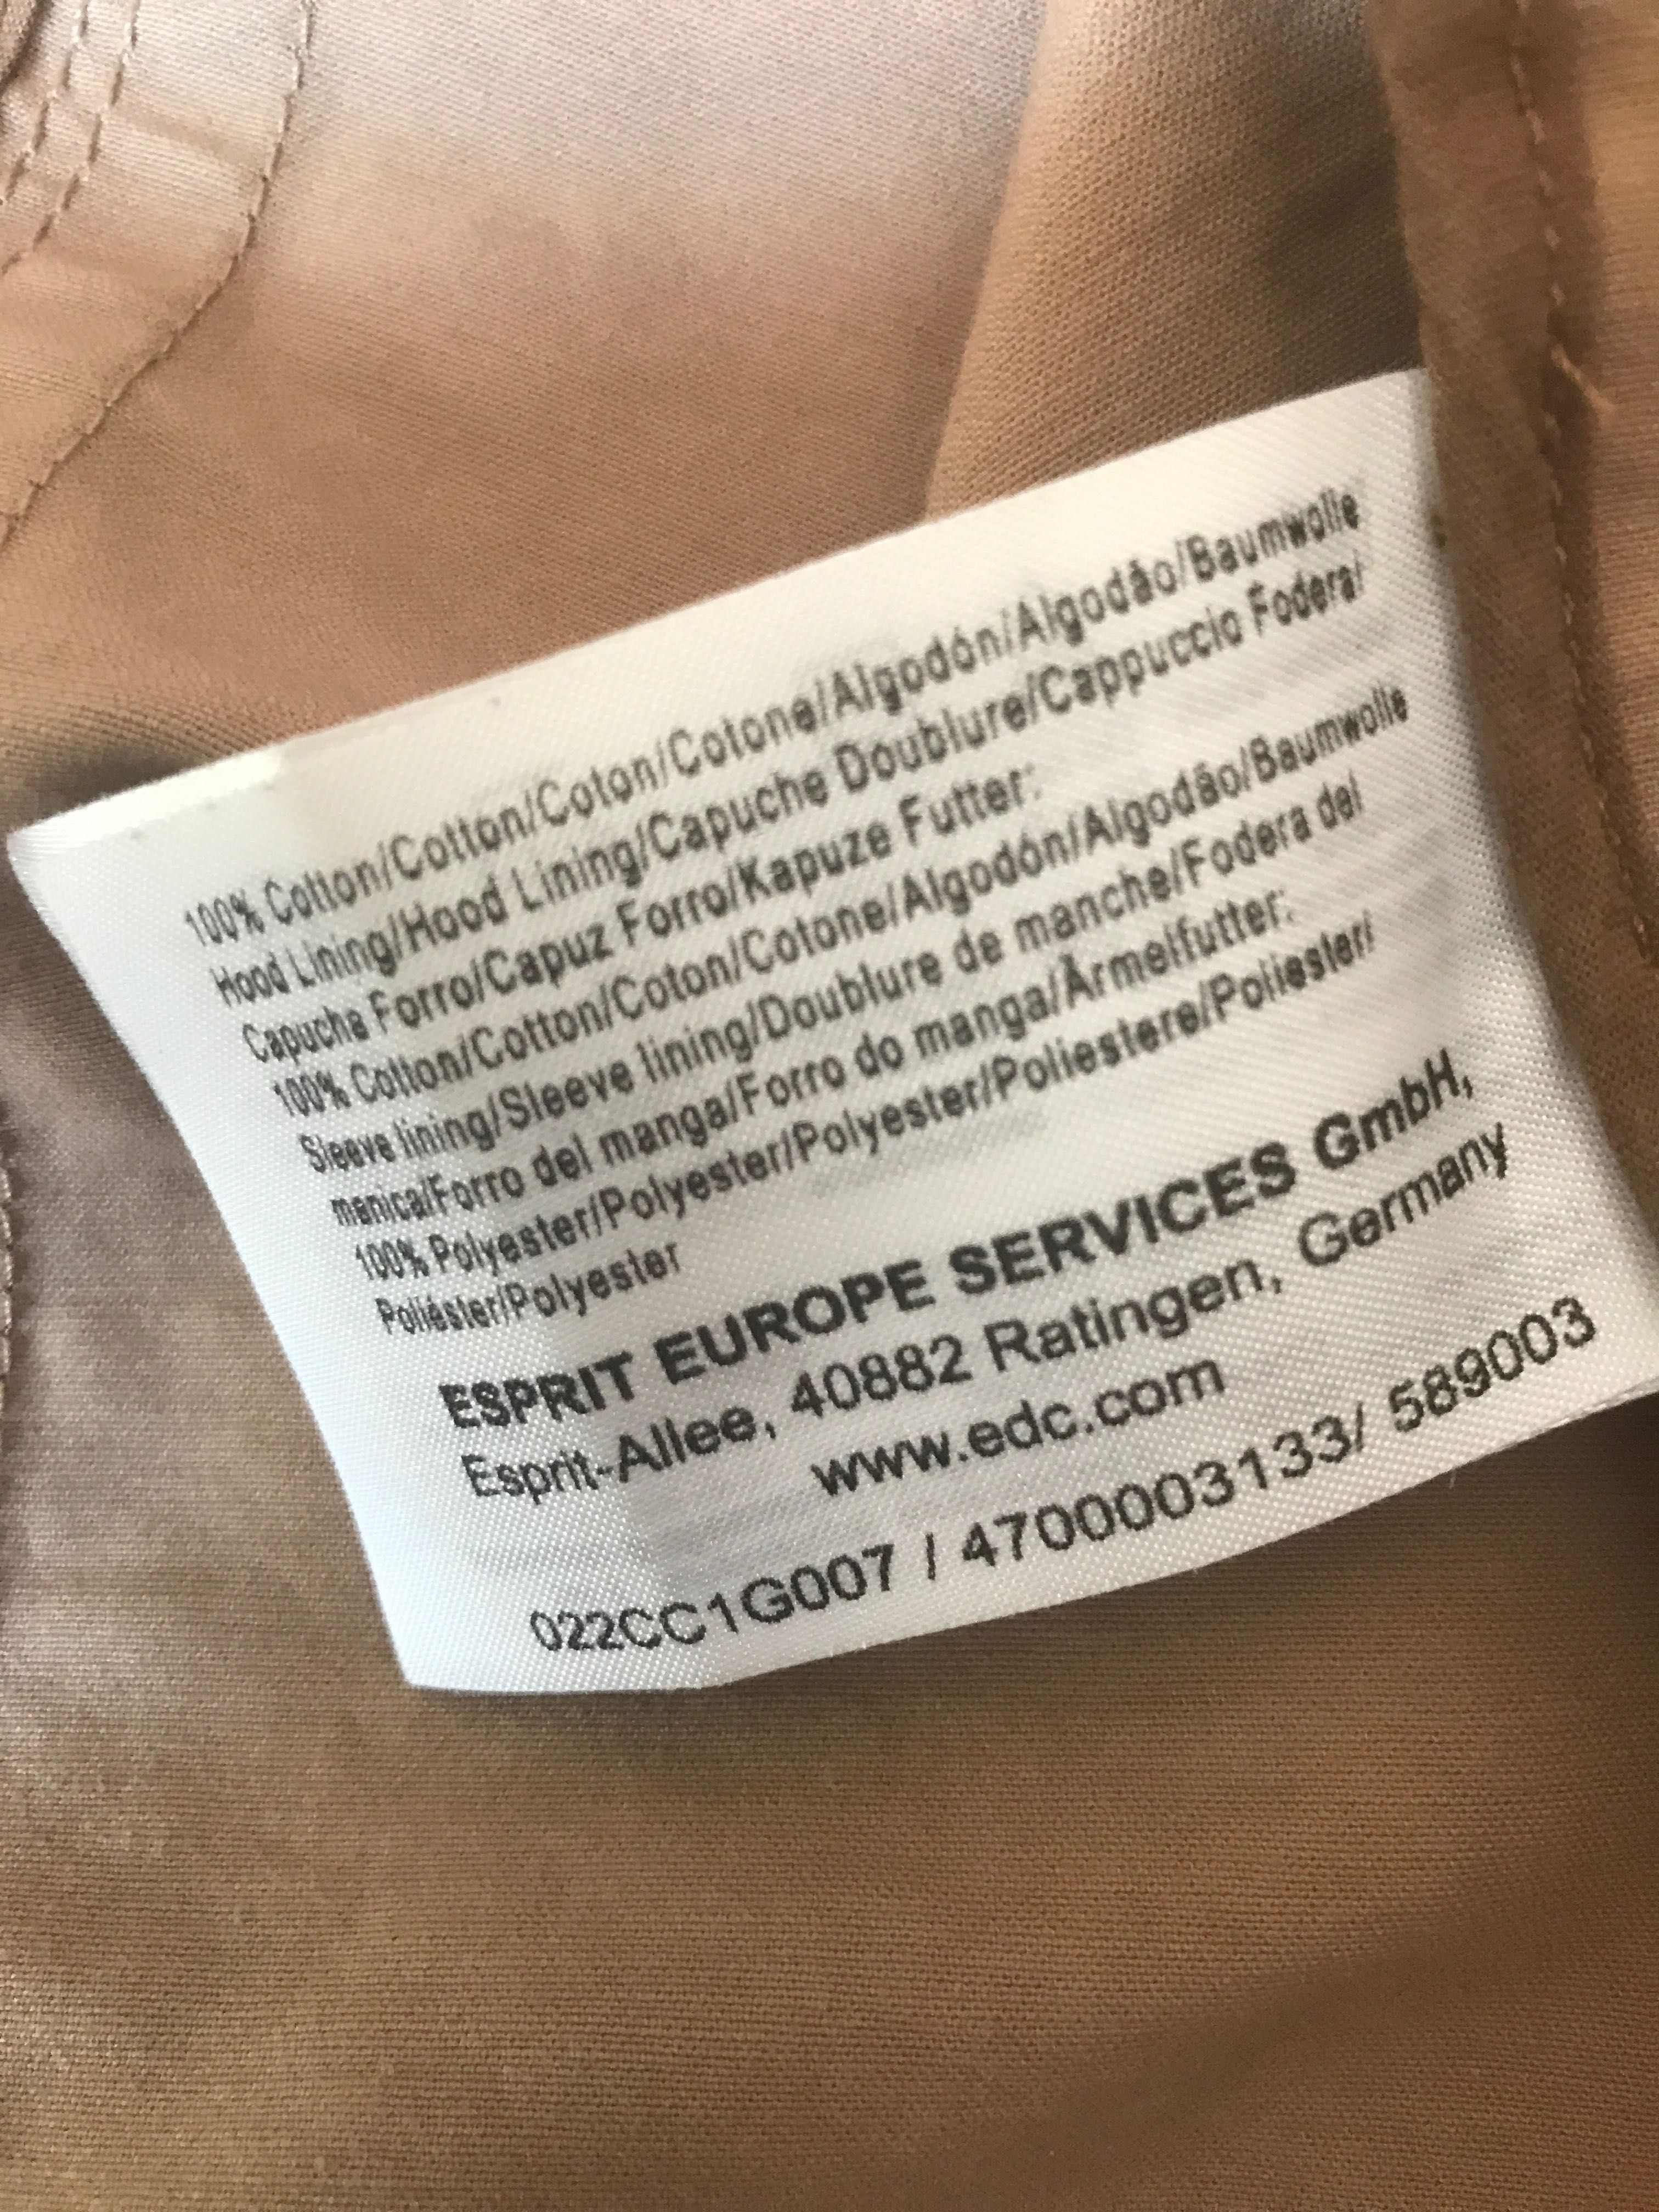 100% Cotton/Cotton/Coton/Cotone/Algodón/Algodão/Baumwolle
Hood Lining/Hood Lining/Capuche Doublure/Cappuccio Fodera/
Capucha Forro/Capuz Forro/Kapuze Futter:
100% Cotton/Cotton/Coton/Cotone/Algodón/Algodão/Baumwolle
Sleeve lining/Sleeve lining/Doublure de manche/Fodera del
manica/Forro del manga/Forro do manga/Ärmelfutter:
100% Polyester/Polyester/Polyester/Poliestere/Poliester/
Poliéster/Polyester
ESPRIT EUROPE SERVICES GmbH,
Esprit-Allee, 40882 Ratingen, Germany
www.edc.com
022CC1G007 / 4700003133/ 589003